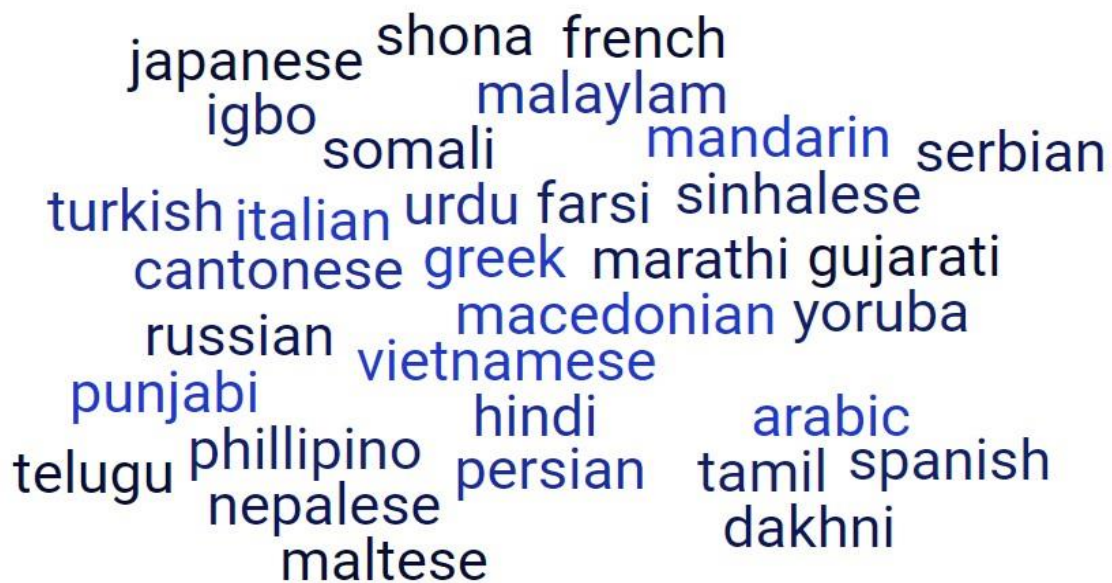 japanese shona french
igbo malaylam
somali mandarin serbian
turkish italian urdu farsi sinhalese
cantonese greek marathi gujarati
russian macedonian yoruba
punjabi vietnamese
hindi arabic
telugu phillipino persian tamil spanish
nepalese dakhni
maltese